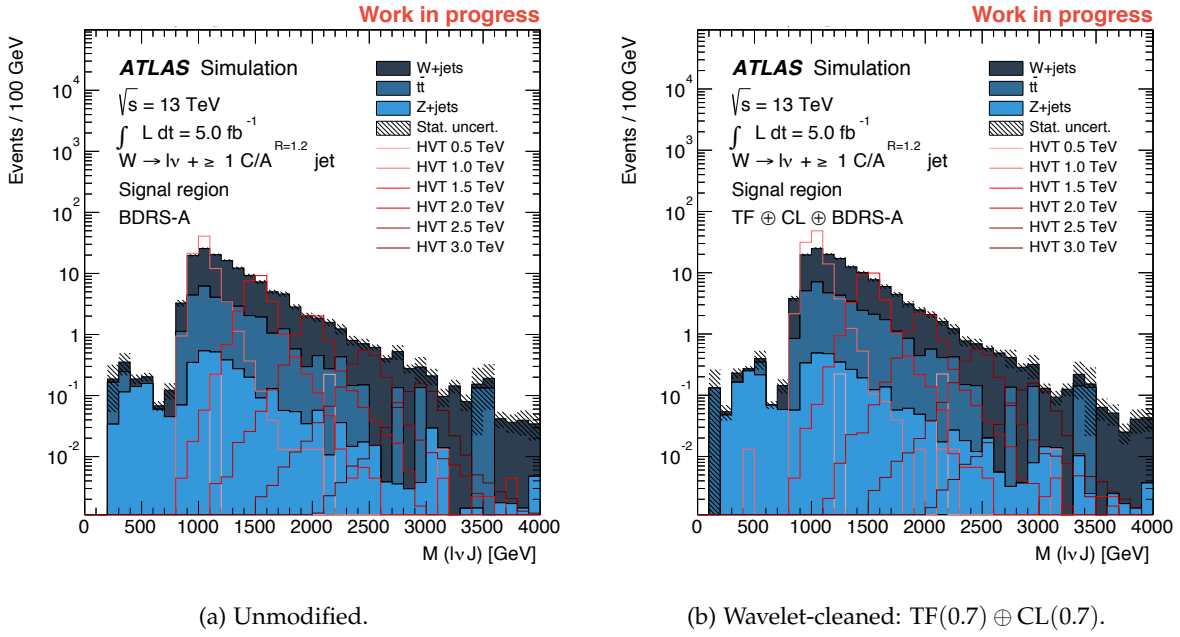 Work in progress
Events / 100 GeV
10⁴
10³
10²
10
1
10⁻¹
10⁻²
ATLAS Simulation
√s = 13 TeV
∫ L dt = 5.0 fb⁻¹
W → lν + ≥ 1 C/A^R=1.2 jet
Signal region
BDRS-A
W+jets
tt̄
Z+jets
Stat. uncert.
HVT 0.5 TeV
HVT 1.0 TeV
HVT 1.5 TeV
HVT 2.0 TeV
HVT 2.5 TeV
HVT 3.0 TeV
0 500 1000 1500 2000 2500 3000 3500 4000
M (lνJ) [GeV]
(a) Unmodified.
Work in progress
Events / 100 GeV
10⁴
10³
10²
10
1
10⁻¹
10⁻²
ATLAS Simulation
√s = 13 TeV
∫ L dt = 5.0 fb⁻¹
W → lν + ≥ 1 C/A^R=1.2 jet
Signal region
TF ⊕ CL ⊕ BDRS-A
W+jets
tt̄
Z+jets
Stat. uncert.
HVT 0.5 TeV
HVT 1.0 TeV
HVT 1.5 TeV
HVT 2.0 TeV
HVT 2.5 TeV
HVT 3.0 TeV
0 500 1000 1500 2000 2500 3000 3500 4000
M (lνJ) [GeV]
(b) Wavelet-cleaned: TF(0.7) ⊕ CL(0.7).